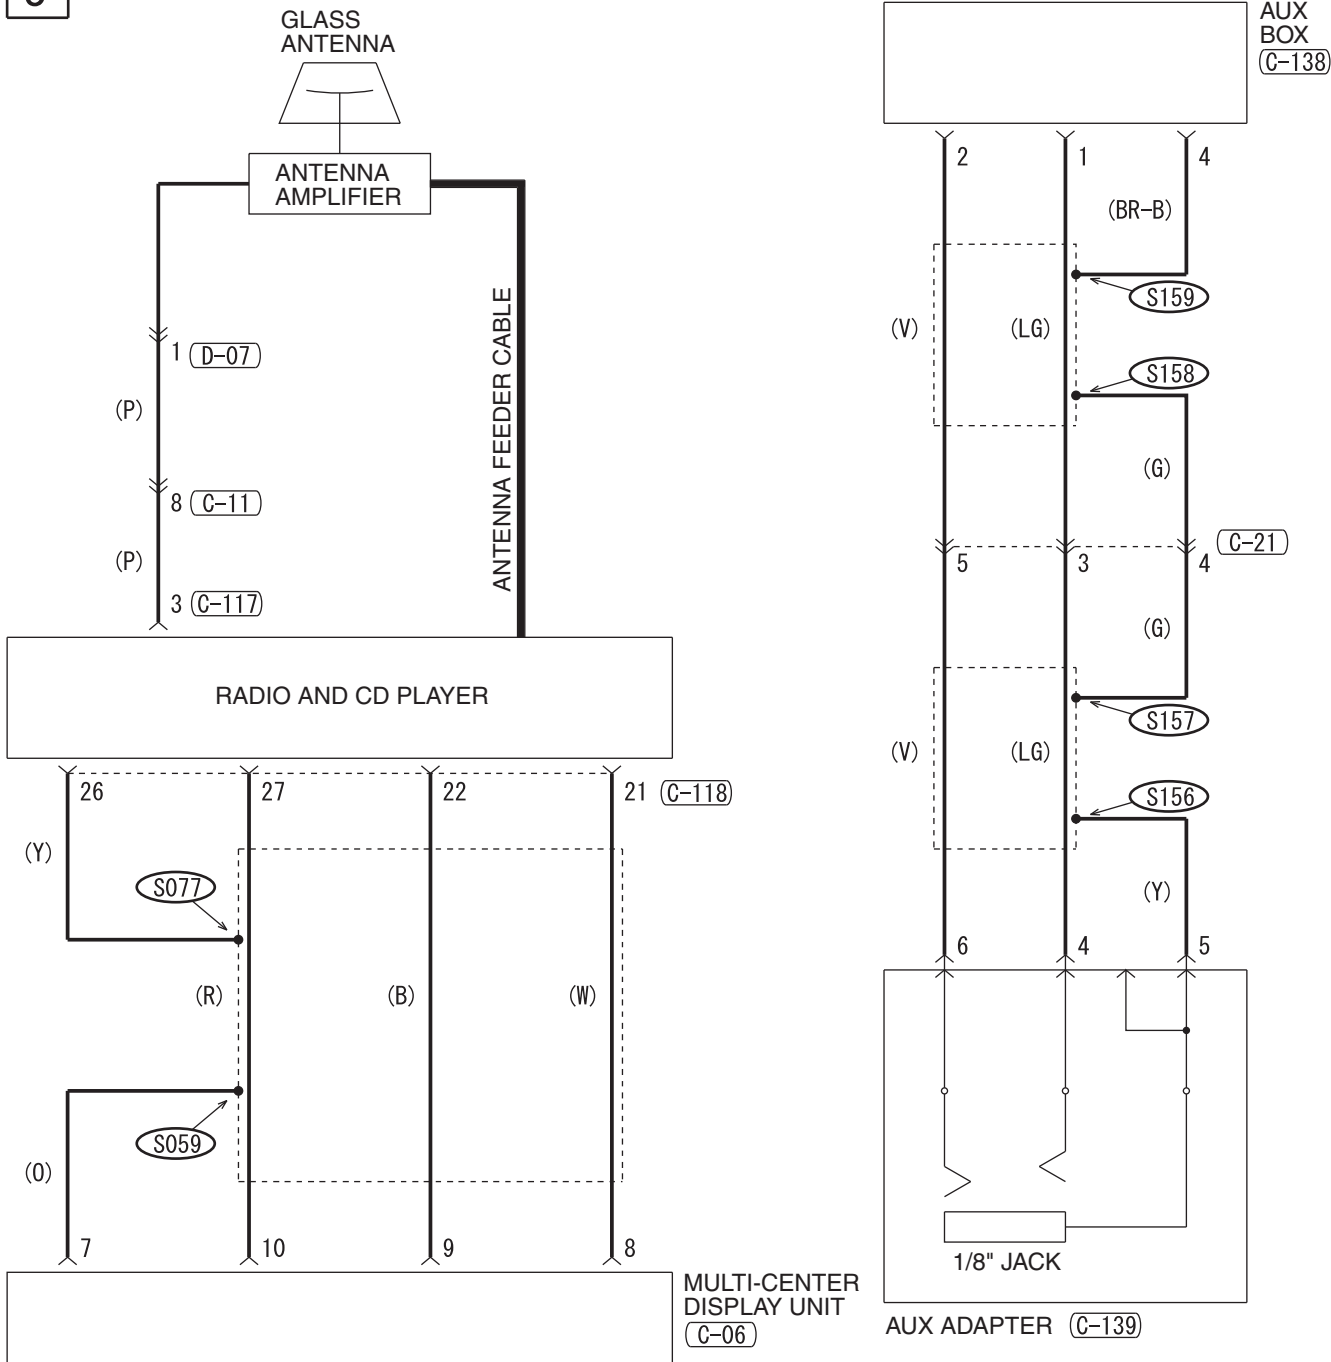 GLASS
ANTENNA
ANTENNA
AMPLIFIER
ANTENNA FEEDER CABLE
1 D-07
(P)
8 C-11
(P)
3 C-117
RADIO AND CD PLAYER
26 27 22 21 C-118
(Y)
S077
(R) (B) (W)
S059
(O)
7 10 9 8
MULTI-CENTER
DISPLAY UNIT
C-06
AUX
BOX
C-138
2 1 4
(BR-B)
S159
(V) (LG)
S158
(G)
C-21
5 3 4
(G)
S157
(V) (LG)
S156
(Y)
6 4 5
1/8" JACK
AUX ADAPTER C-139